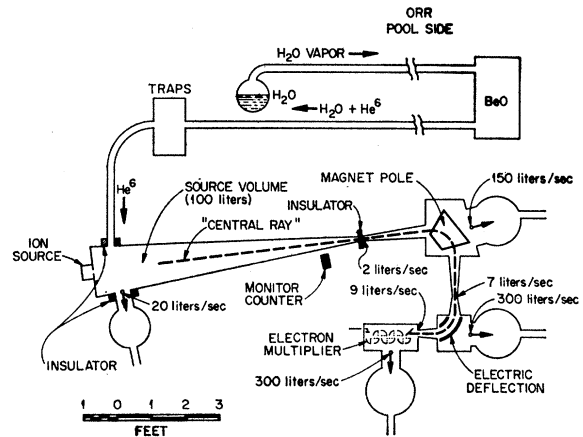 ORR
POOL SIDE
H2O VAPOR
TRAPS
H2O
BeO
H2O + He6
He6
SOURCE VOLUME
(100 liters)
MAGNET POLE
150 liters/sec
INSULATOR
"CENTRAL RAY"
ION
SOURCE
2 liters/sec
MONITOR
COUNTER
7 liters/sec
20 liters/sec
9 liters/sec
300 liters/sec
ELECTRON
MULTIPLIER
INSULATOR
300 liters/sec
ELECTRIC
DEFLECTION
1 0 1 2 3
FEET